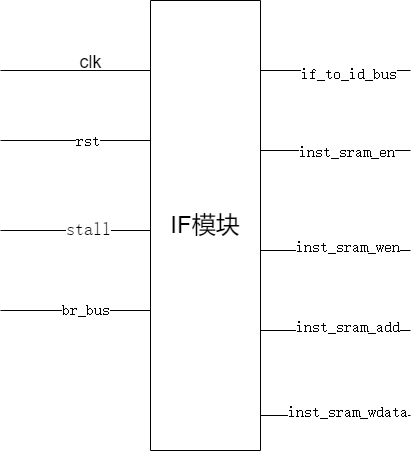 clk
if_to_id_bus
rst
inst_sram_en
IF模块
stall
inst_sram_wen
br_bus
inst_sram_add
inst_sram_wdata